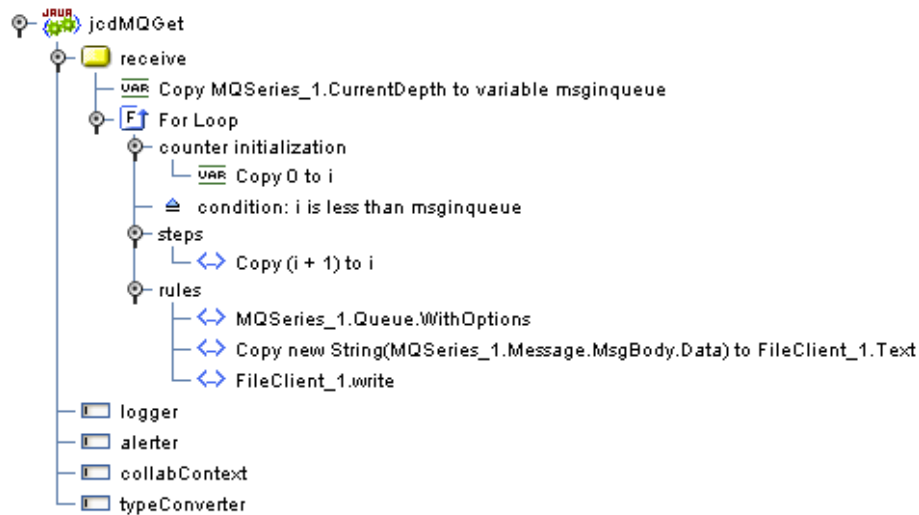 JAVA
jcdMQGet
receive
VAR Copy MQSeries_1.CurrentDepth to variable msginqueue
F For Loop
counter initialization
VAR Copy 0 to i
condition: i is less than msginqueue
steps
Copy (i + 1) to i
rules
MQSeries_1.Queue.WithOptions
Copy new String(MQSeries_1.Message.MsgBody.Data) to FileClient_1.Text
FileClient_1.write
logger
alerter
collabContext
typeConverter